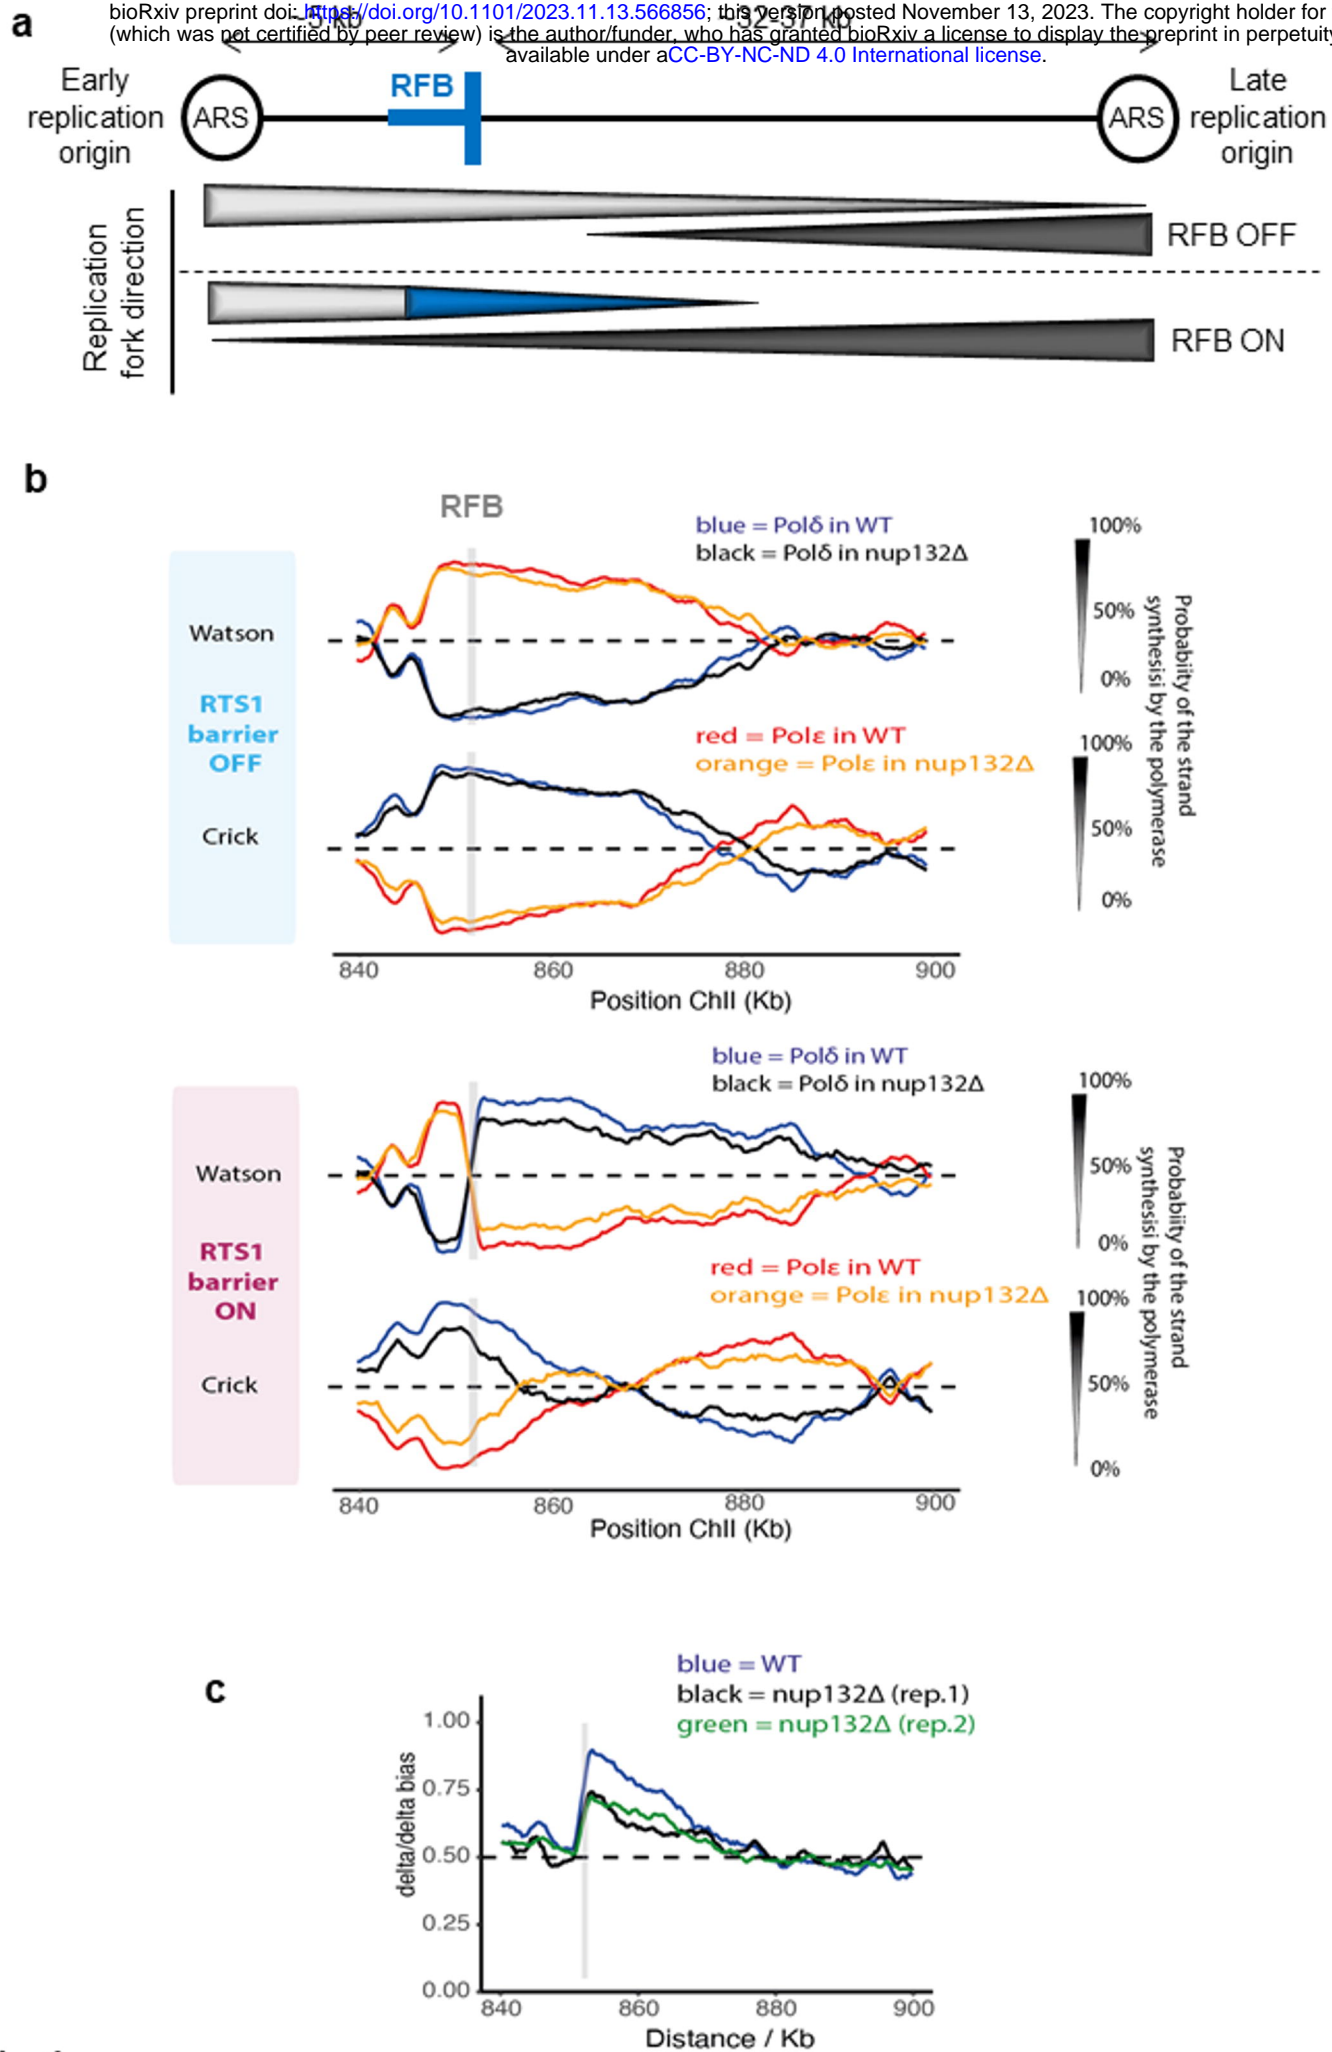 bioRxiv preprint doi: https://doi.org/10.1101/2023.11.13.566856; this version posted November 13, 2023. The copyright holder for
(which was not certified by peer review) is the author/funder, who has granted bioRxiv a license to display the preprint in perpetuity
available under aCC-BY-NC-ND 4.0 International license.
a
~5 kb
~32-37 kb
Early
replication
origin
ARS
RFB
ARS
Late
replication
origin
Replication
fork direction
RFB OFF
RFB ON
b
RFB
blue = Polδ in WT
black = Polδ in nup132Δ
Watson
RTS1
barrier
OFF
red = Polε in WT
orange = Polε in nup132Δ
Crick
100%
50%
0%
100%
50%
0%
Probabiity of the strand
synthesisi by the polymerase
840
860
880
900
Position ChII (Kb)
blue = Polδ in WT
black = Polδ in nup132Δ
Watson
RTS1
barrier
ON
red = Polε in WT
orange = Polε in nup132Δ
Crick
100%
50%
0%
100%
50%
0%
Probabiity of the strand
synthesisi by the polymerase
840
860
880
900
Position ChII (Kb)
c
blue = WT
black = nup132Δ (rep.1)
green = nup132Δ (rep.2)
delta/delta bias
1.00
0.75
0.50
0.25
0.00
840
860
880
900
Distance / Kb